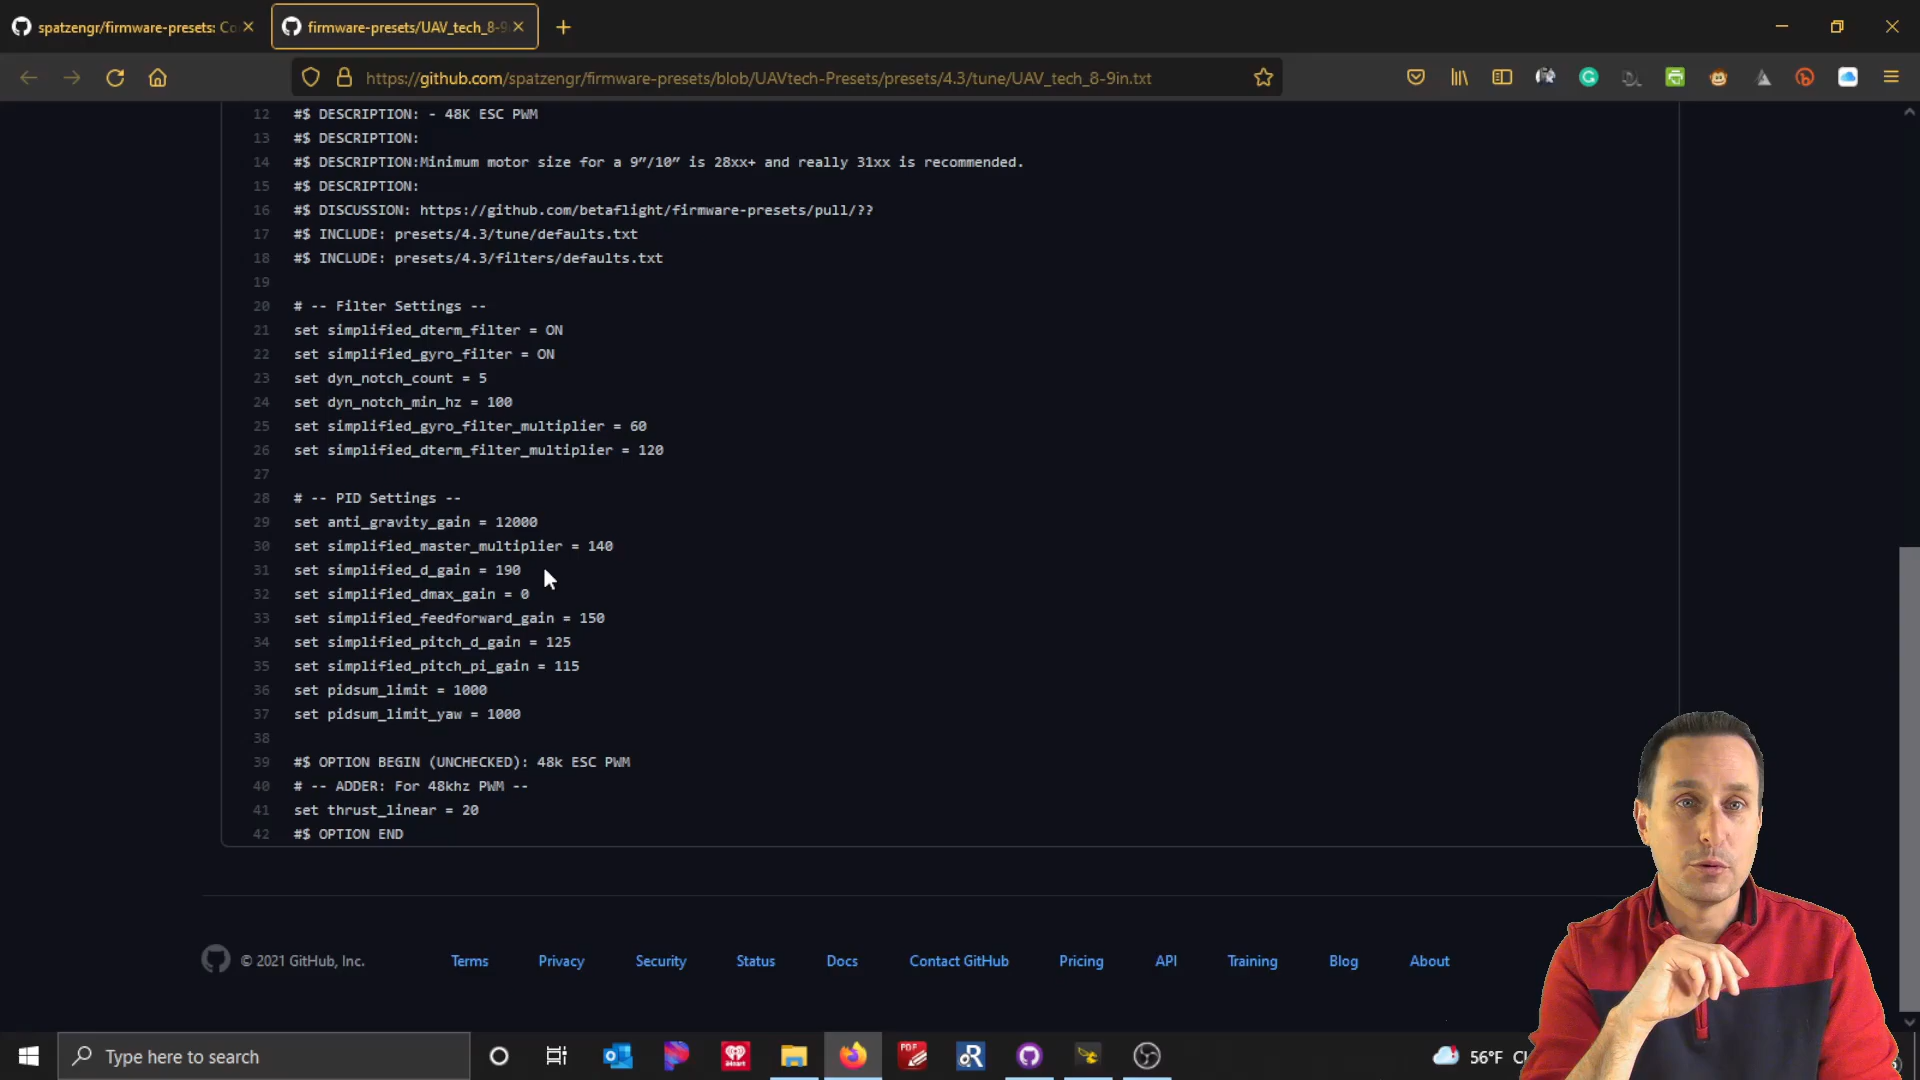 spatzengr/firmware-presets: Co
firmware-presets/UAV_tech_8-9i
https://github.com/spatzengr/firmware-presets/blob/UAVtech-Presets/presets/4.3/tune/UAV_tech_8-9in.txt
12 #$ DESCRIPTION: - 48K ESC PWM
13 #$ DESCRIPTION:
14 #$ DESCRIPTION:Minimum motor size for a 9”/10” is 28xx+ and really 31xx is recommended.
15 #$ DESCRIPTION:
16 #$ DISCUSSION: https://github.com/betaflight/firmware-presets/pull/??
17 #$ INCLUDE: presets/4.3/tune/defaults.txt
18 #$ INCLUDE: presets/4.3/filters/defaults.txt
19
20 # -- Filter Settings --
21 set simplified_dterm_filter = ON
22 set simplified_gyro_filter = ON
23 set dyn_notch_count = 5
24 set dyn_notch_min_hz = 100
25 set simplified_gyro_filter_multiplier = 60
26 set simplified_dterm_filter_multiplier = 120
27
28 # -- PID Settings --
29 set anti_gravity_gain = 12000
30 set simplified_master_multiplier = 140
31 set simplified_d_gain = 190
32 set simplified_dmax_gain = 0
33 set simplified_feedforward_gain = 150
34 set simplified_pitch_d_gain = 125
35 set simplified_pitch_pi_gain = 115
36 set pidsum_limit = 1000
37 set pidsum_limit_yaw = 1000
38
39 #$ OPTION BEGIN (UNCHECKED): 48k ESC PWM
40 # -- ADDER: For 48khz PWM --
41 set thrust_linear = 20
42 #$ OPTION END
© 2021 GitHub, Inc. Terms Privacy Security Status Docs Contact GitHub Pricing API Training Blog About
Type here to search
56°F